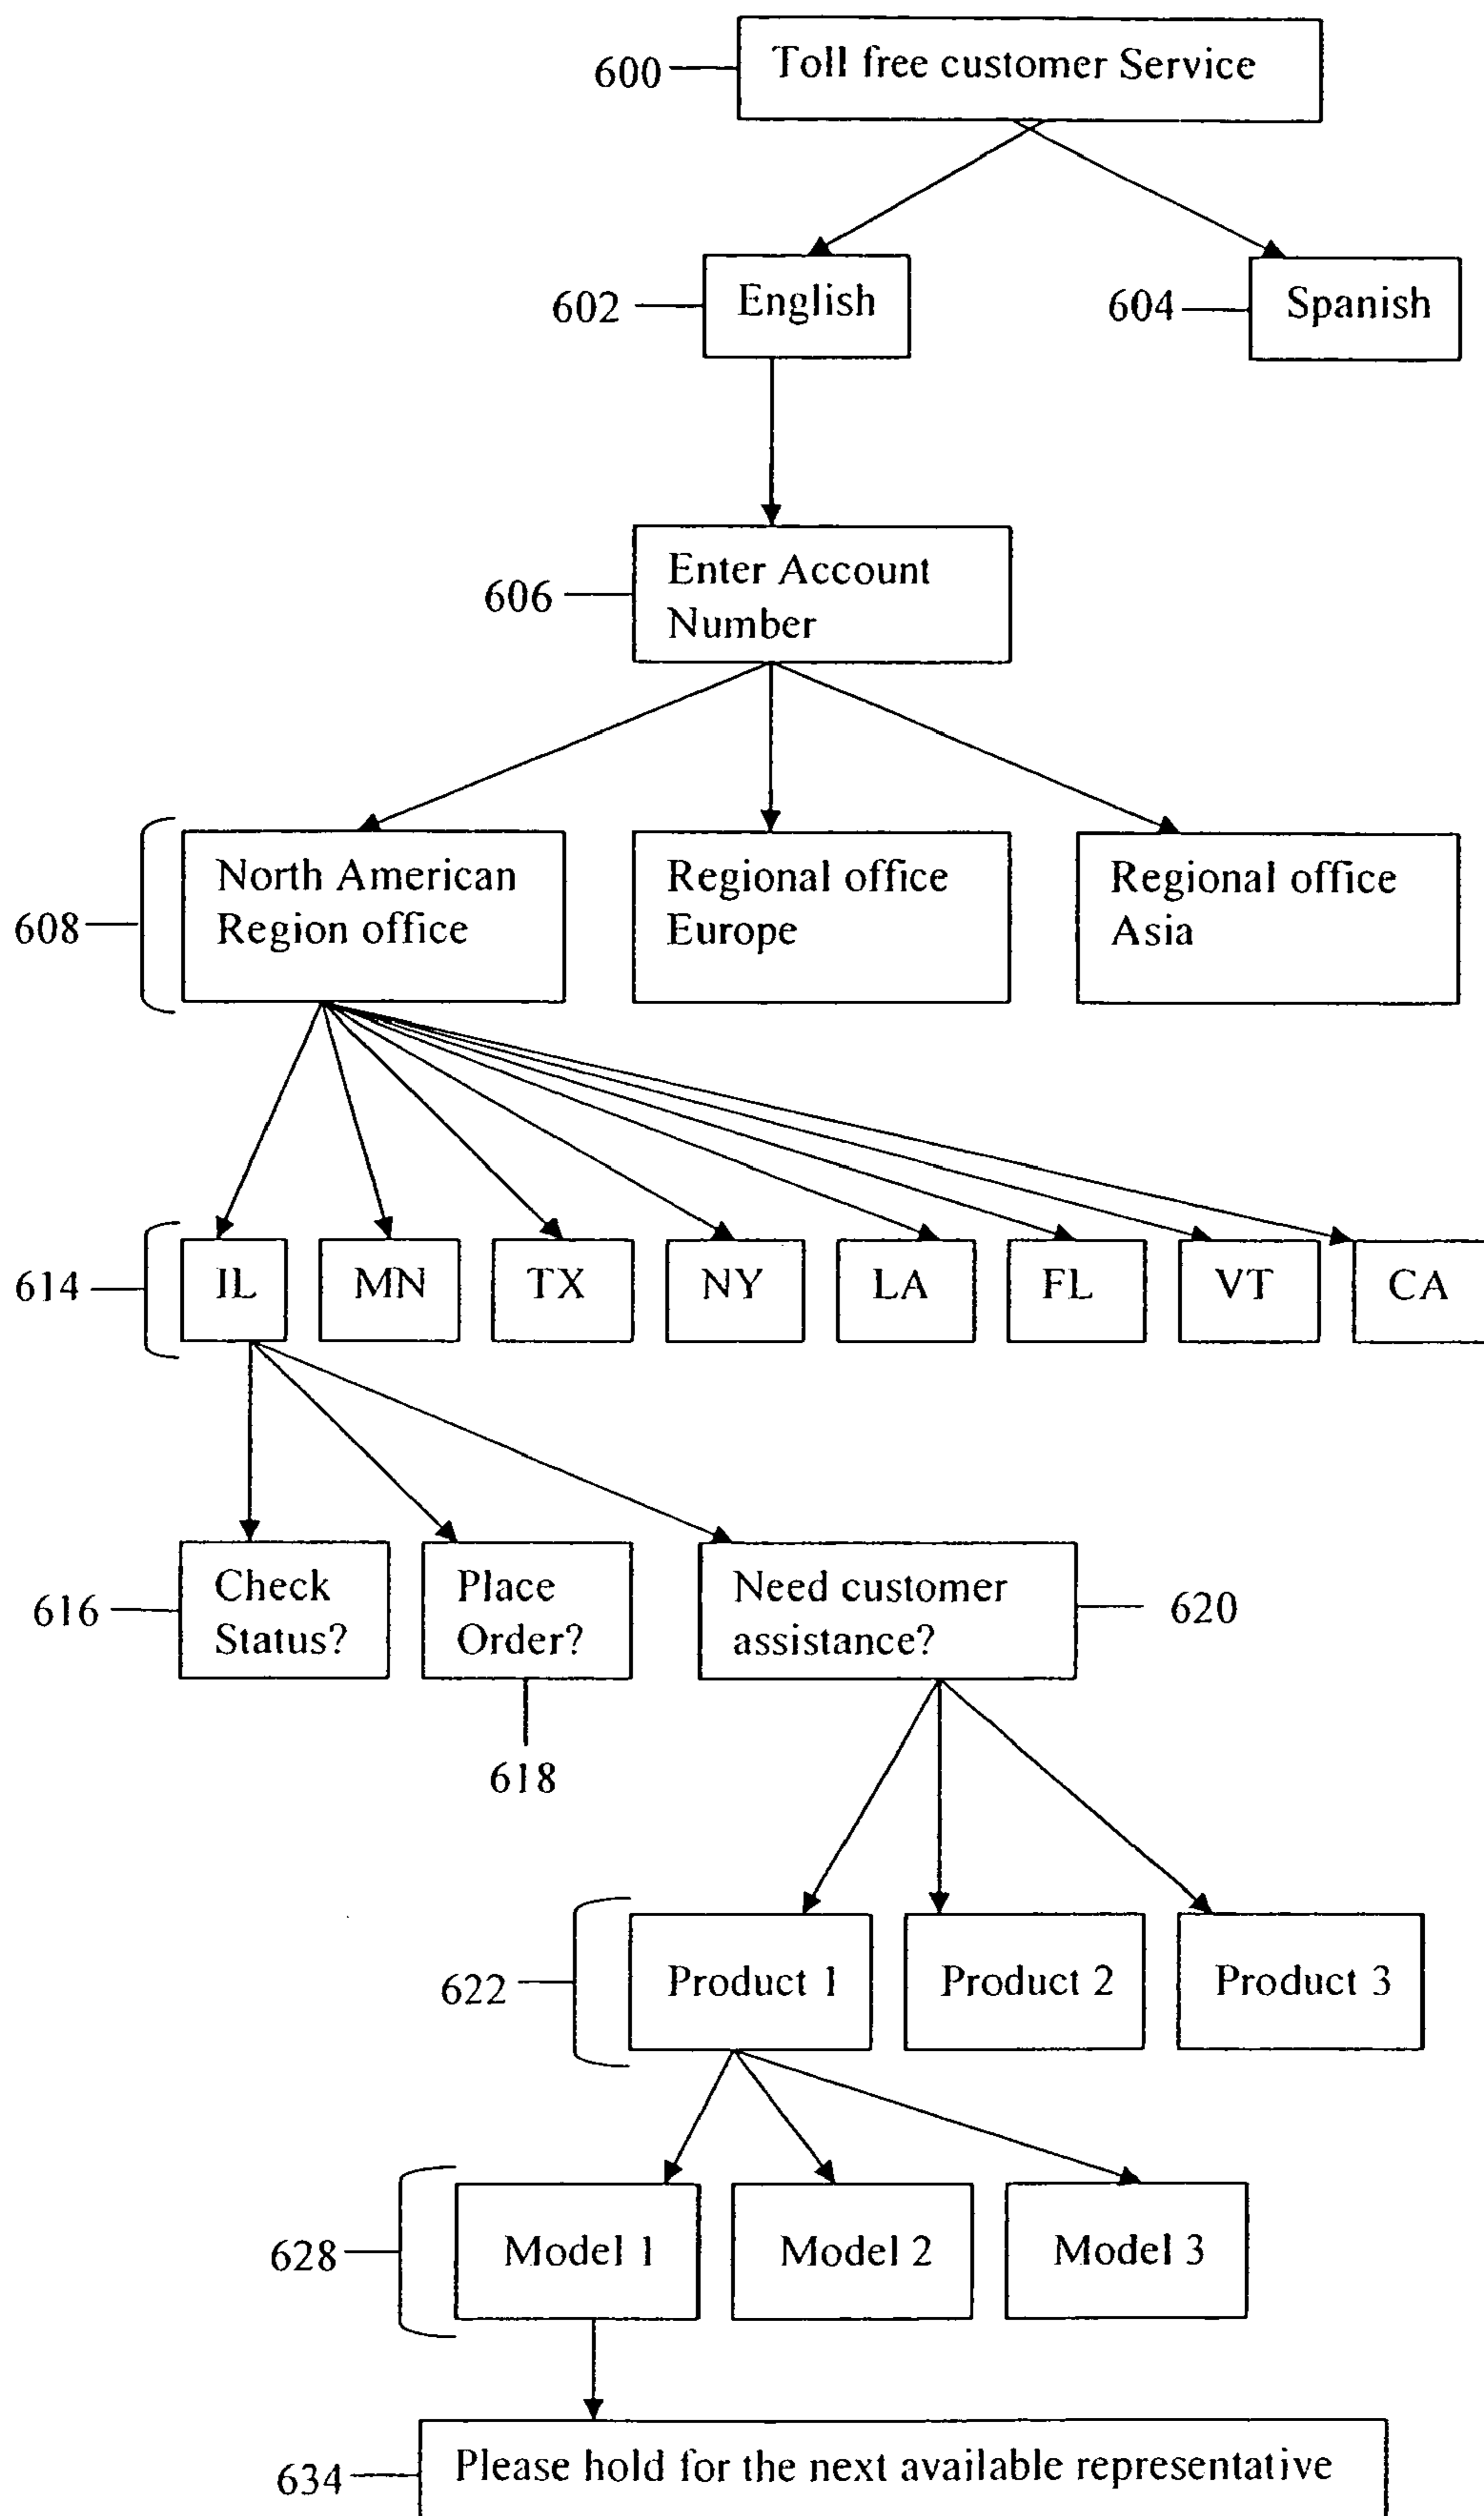 600
Toll free customer Service
602
English
604
Spanish
606
Enter Account
Number
608
North American
Region office
Regional office
Europe
Regional office
Asia
614
IL
MN
TX
NY
LA
FL
VT
CA
616
Check
Status?
Place
Order?
Need customer
assistance?
620
618
622
Product 1
Product 2
Product 3
628
Model 1
Model 2
Model 3
634
Please hold for the next available representative